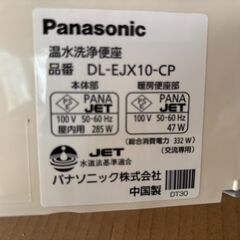 Panasonic
温水洗浄便座
品番 DL-EJX10-CP
本体部 暖房便座部
PANA JET PANA JET
100 V 50-60 Hz 100 V 50-60 Hz
屋内用 285 W 47 W
(総合消費電力 332 W)
(交流専用)
JET
水道法基準適合
パナソニック株式会社
中国製
DT30